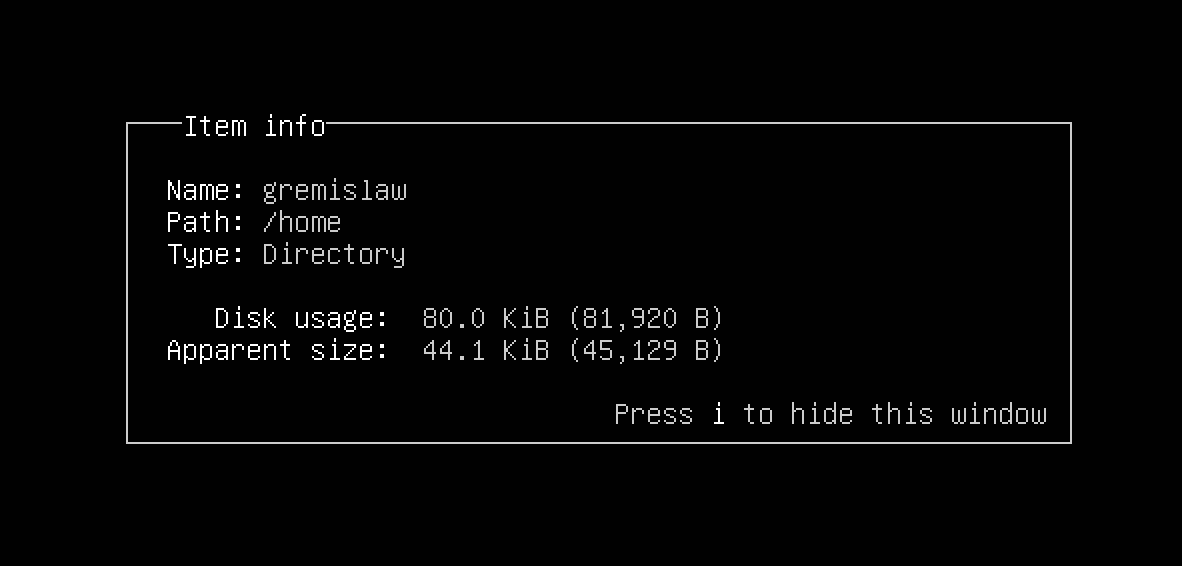 Item info
Name: gremislaw
Path: /home
Type: Directory
Disk usage: 80.0 KiB (81,920 B)
Apparent size: 44.1 KiB (45,129 B)
Press i to hide this window